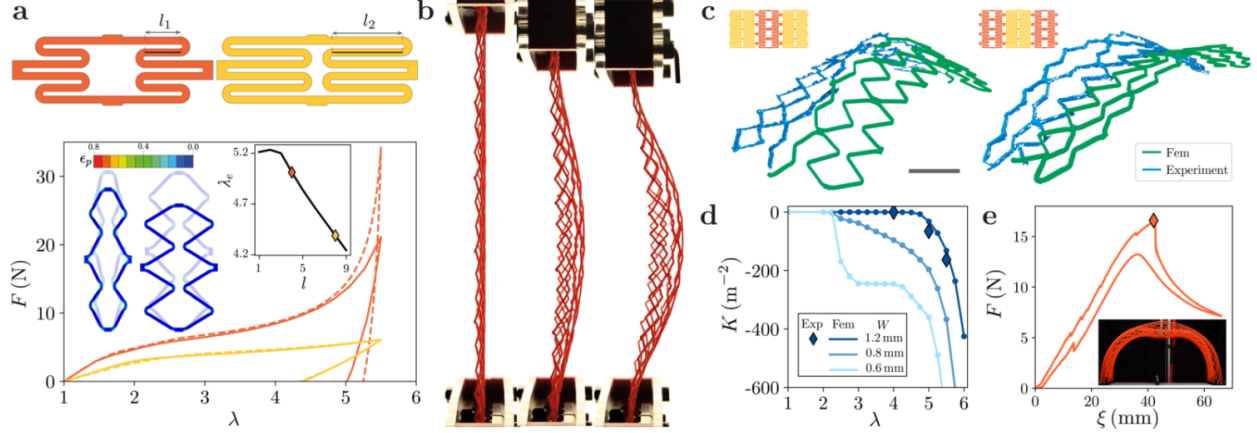 a
l₁
l₂
ϵₚ
0.8
0.4
0.0
5.2
4.7
4.2
λₑ
1
3
5
7
9
l
30
20
10
0
F (N)
1
2
3
4
5
6
λ
b
c
Fem
Experiment
d
0
-200
-400
-600
K (m⁻²)
Exp
Fem
W
1.2 mm
0.8 mm
0.6 mm
1
2
3
4
5
6
λ
e
15
10
5
0
F (N)
0
20
40
60
ξ (mm)